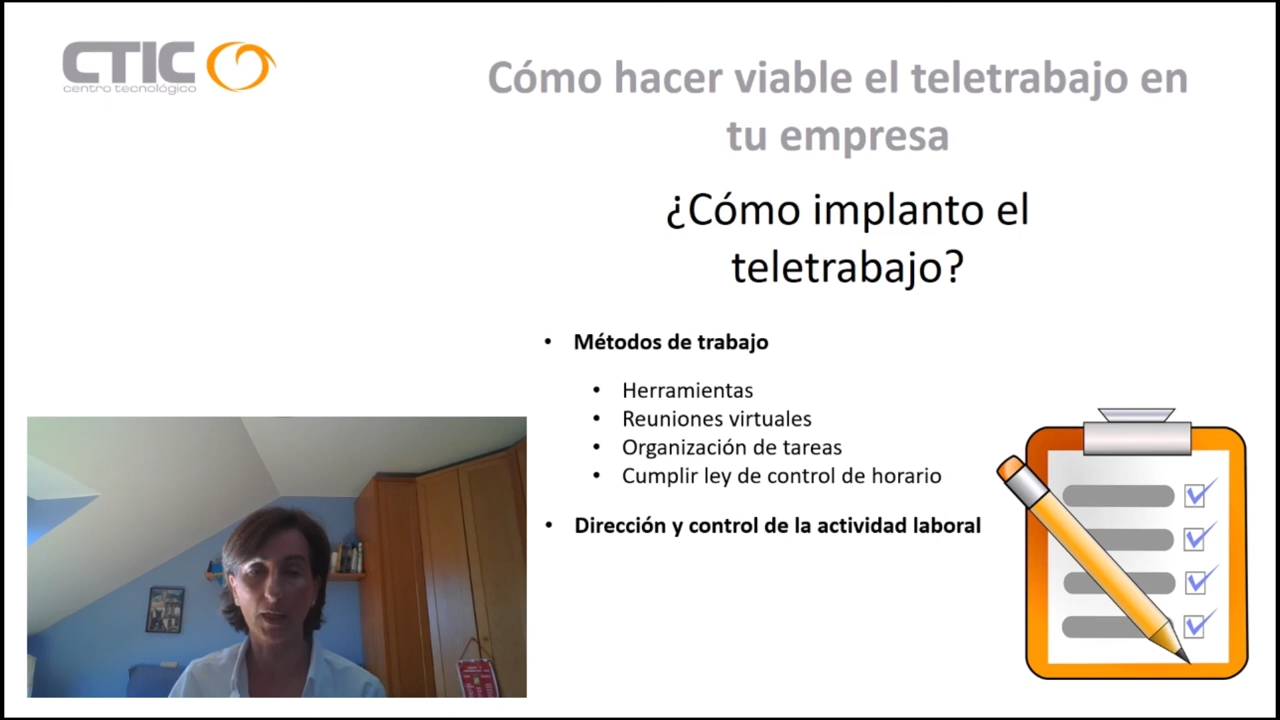 CTIC
centro tecnológico
Cómo hacer viable el teletrabajo en
tu empresa
¿Cómo implanto el
teletrabajo?
• Métodos de trabajo
• Herramientas
• Reuniones virtuales
• Organización de tareas
• Cumplir ley de control de horario
• Dirección y control de la actividad laboral